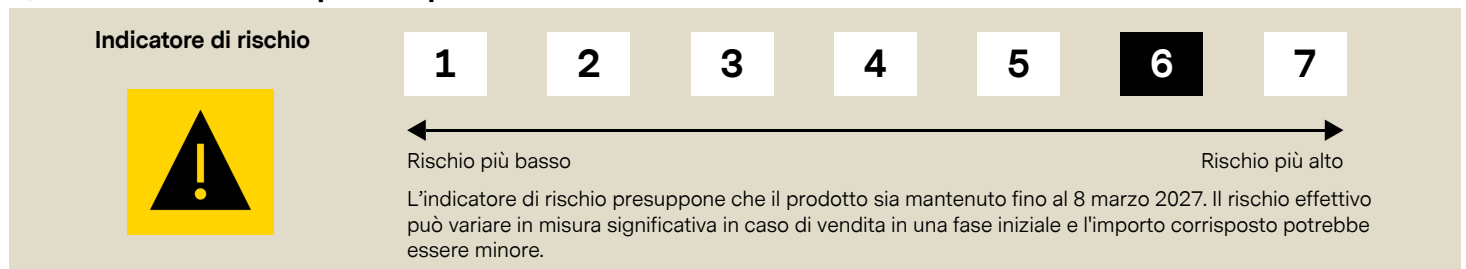 Indicatore di rischio
1 2 3 4 5 6 7
Rischio più basso Rischio più alto
L'indicatore di rischio presuppone che il prodotto sia mantenuto fino al 8 marzo 2027. Il rischio effettivo
può variare in misura significativa in caso di vendita in una fase iniziale e l'importo corrisposto potrebbe
essere minore.